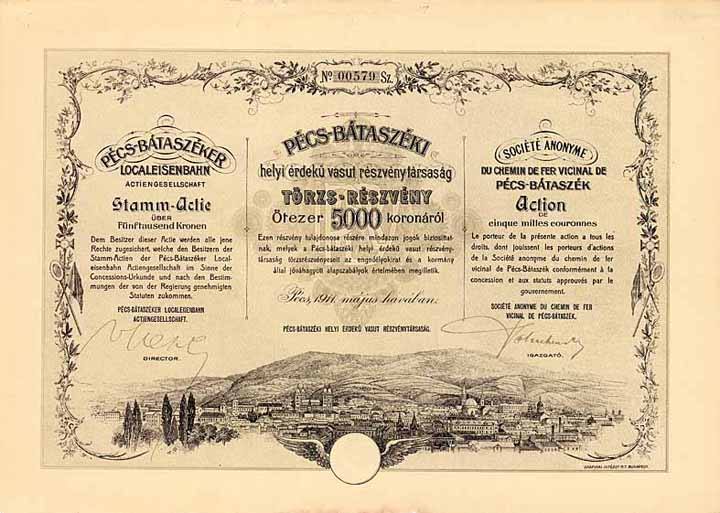 No 00579 Sz.
PÉCS-BÁTASZÉKER
LOCALEISENBAHN
ACTIENGESELLSCHAFT
Stamm-Actie
ÜBER
Fünftausend Kronen
Dem Besitzer dieser Actie werden alle jene
Rechte zugesichert, welche den Besitzern der
Stamm-Actien der Pécs-Bátaszéker Local-
eisenbahn Actiengesellschaft im Sinne der
Concessions-Urkunde und nach den Bestim-
mungen der von der Regierung genehmigten
Statuten zukommen.
PÉCS-BÁTASZÉKER LOCALEISENBAHN
ACTIENGESELLSCHAFT.
DIRECTOR.
PÉCS-BÁTASZÉKI
helyi érdekű vasut részvénytársaság
TÖRZS-RÉSZVÉNY
Ötezer 5000 koronáról
Ezen részvény tulajdonosa részére mindazon jogok biztosittat-
nak, melyek a Pécs-bátaszéki helyi érdekű vasut részvény-
társaság törzsrészvényeseit az engedélyokirat és a kormány
által jóváhagyott alapszabályok értelmében megilletik.
Pécs, 1911. május havában.
PÉCS-BÁTASZÉKI HELYI ÉRDEKŰ VASUT RÉSZVÉNYTÁRSASÁG.
SOCIÉTÉ ANONYME
DU CHEMIN DE FER VICINAL DE
PÉCS-BÁTASZÉK
Action
DE
cinque milles couronnes
Le porteur de la présente action a tous les
droits, dont jouissent les porteurs d'actions
de la Société anonyme du chemin de fer
vicinal de Pécs-Bátaszék conformément à la
concession et aux statuts approuvés par le
gouvernement.
SOCIÉTÉ ANONYME DU CHEMIN DE FER
VICINAL DE PÉCS-BÁTASZÉK.
IGAZGATÓ.